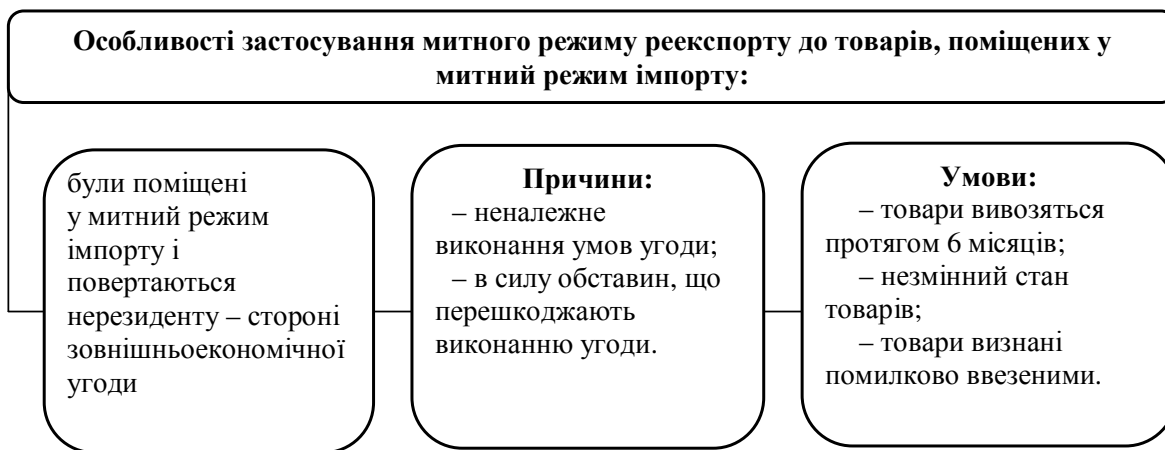 Особливості застосування митного режиму реекспорту до товарів, поміщених у
митний режим імпорту:
були поміщені
у митний режим
імпорту і
повертаються
нерезиденту – стороні
зовнішньоекономічної
угоди
Причини:
– неналежне
виконання умов угоди;
– в силу обставин, що
перешкоджають
виконанню угоди.
Умови:
– товари вивозяться
протягом 6 місяців;
– незмінний стан
товарів;
– товари визнані
помилково ввезеними.